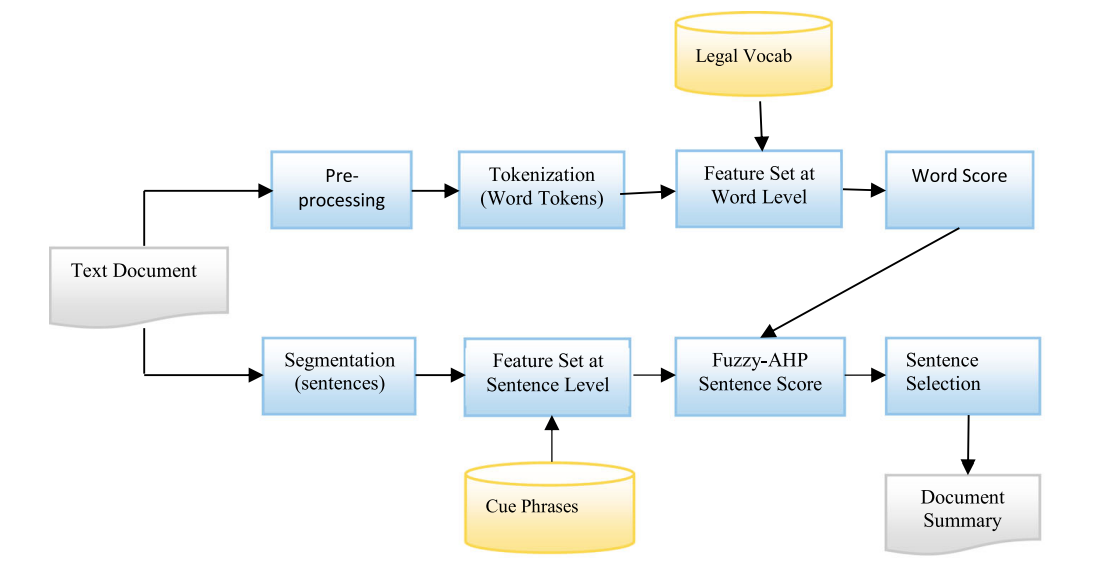 Legal Vocab
Pre-
processing
Tokenization
(Word Tokens)
Feature Set at
Word Level
Word Score
Text Document
Segmentation
(sentences)
Feature Set at
Sentence Level
Fuzzy-AHP
Sentence Score
Sentence
Selection
Cue Phrases
Document
Summary